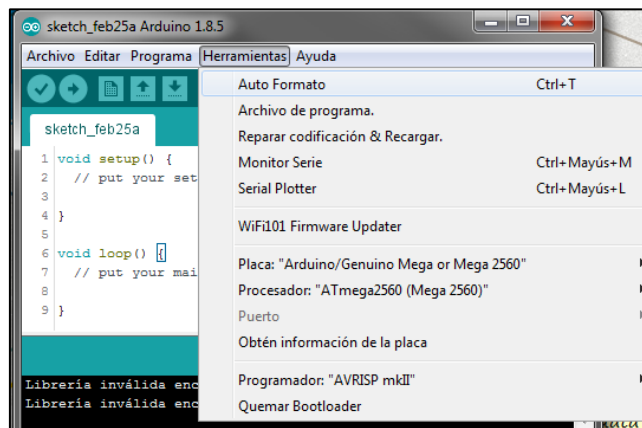 sketch_feb25a Arduino 1.8.5
Archivo Editar Programa Herramientas Ayuda
sketch_feb25a
1 void setup() {
2 // put your set
3
4 }
5
6 void loop() {
7 // put your mai
8
9 }
Librería inválida enc
Librería inválida enc
Auto Formato Ctrl+T
Archivo de programa.
Reparar codificación & Recargar.
Monitor Serie Ctrl+Mayús+M
Serial Plotter Ctrl+Mayús+L
WiFi101 Firmware Updater
Placa: "Arduino/Genuino Mega or Mega 2560"
Procesador: "ATmega2560 (Mega 2560)"
Puerto
Obtén información de la placa
Programador: "AVRISP mkII"
Quemar Bootloader